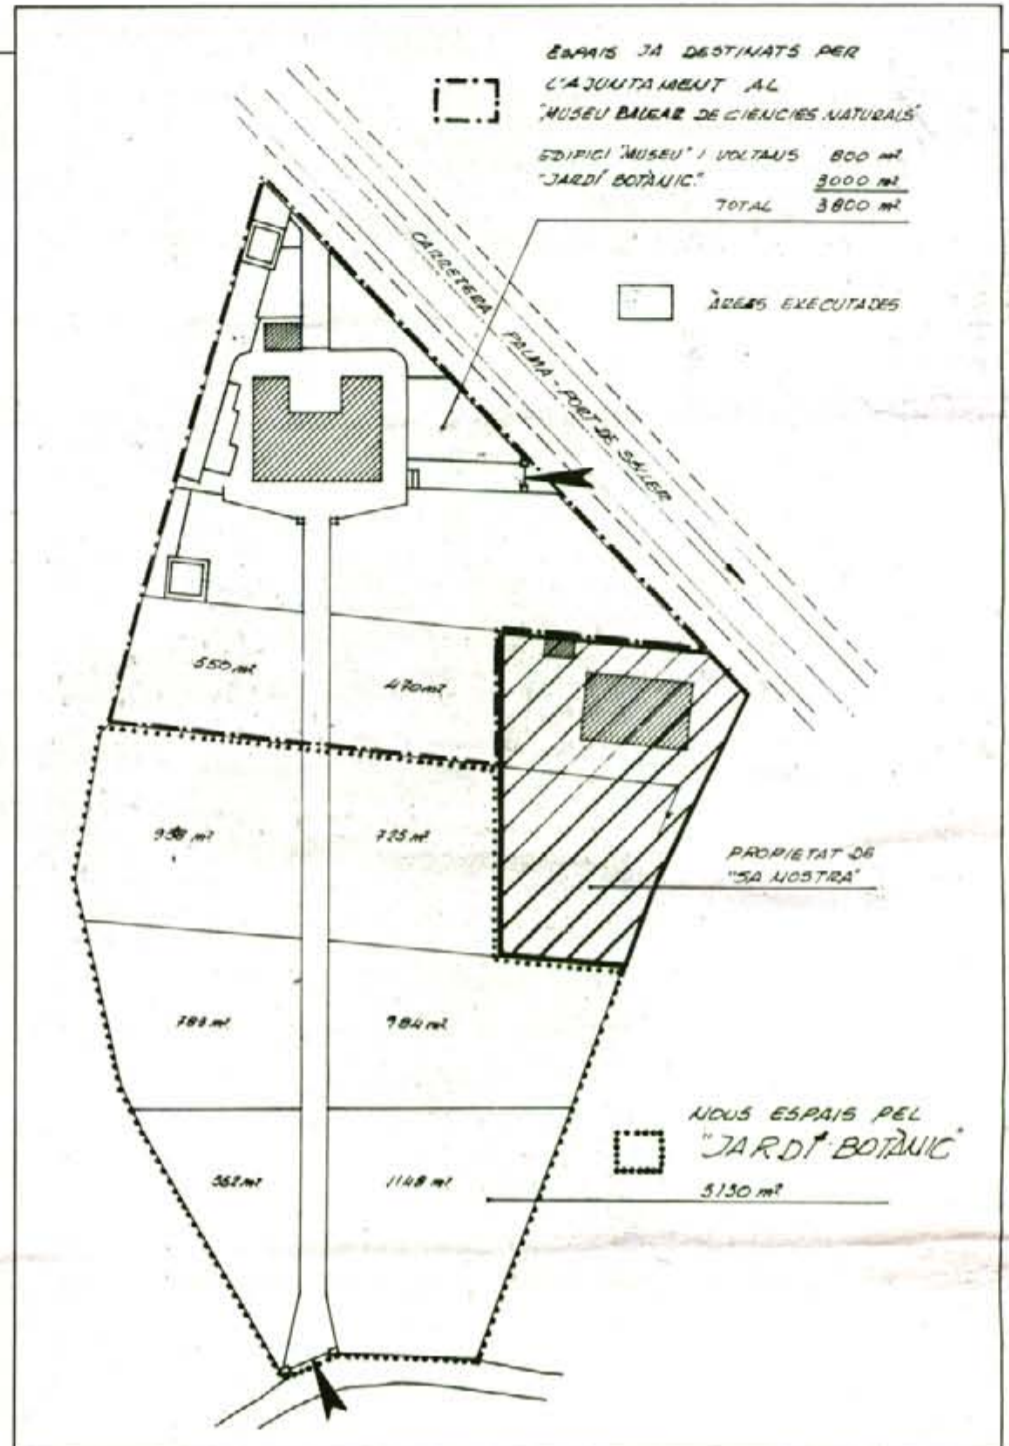 ESPAIS JA DESTINATS PER
L'AJUNTAMENT AL
"MUSEU BALEAR DE CIENCIES NATURALS"
EDIFICI "MUSEU" I VOLTANS 800 m²
"JARDÍ BOTÀNIC" 3000 m²
TOTAL 3800 m²
ÀREAS EXECUTADES
CARRETERA PALMA - PORT DE SÓLLER
550 m²
470 m²
725 m²
PROPIETAT DE
"SA NOSTRA"
984 m²
NOUS ESPAIS PEL
"JARDÍ BOTÀNIC"
5130 m²
1148 m²